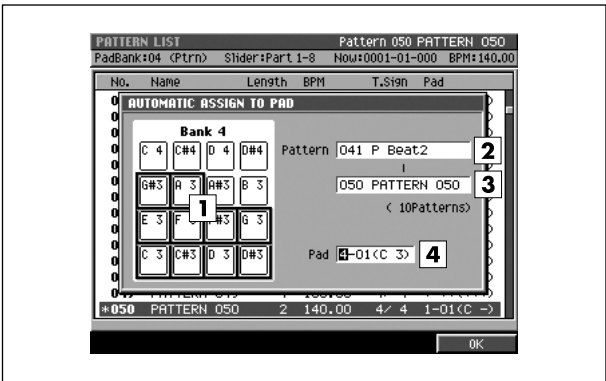 PATTERN LIST Pattern 050 PATTERN 050
PadBank:04 (Ptrn) Slider:Part 1-8 Now:0001-01-000 BPM:140.00
No. Name Length BPM T.Sign Pad
AUTOMATIC ASSIGN TO PAD
Bank 4
C 4 C#4 D 4 D#4 Pattern 041 P Beat2 2
G#3 A 3 A#3 B 3 050 PATTERN 050 3
1
( 10Patterns)
E 3 G 3
C 3 C#3 D 3 D#3 Pad 4-01(C 3) 4
*050 PATTERN 050 2 140.00 4/ 4 1-01(C -)
OK